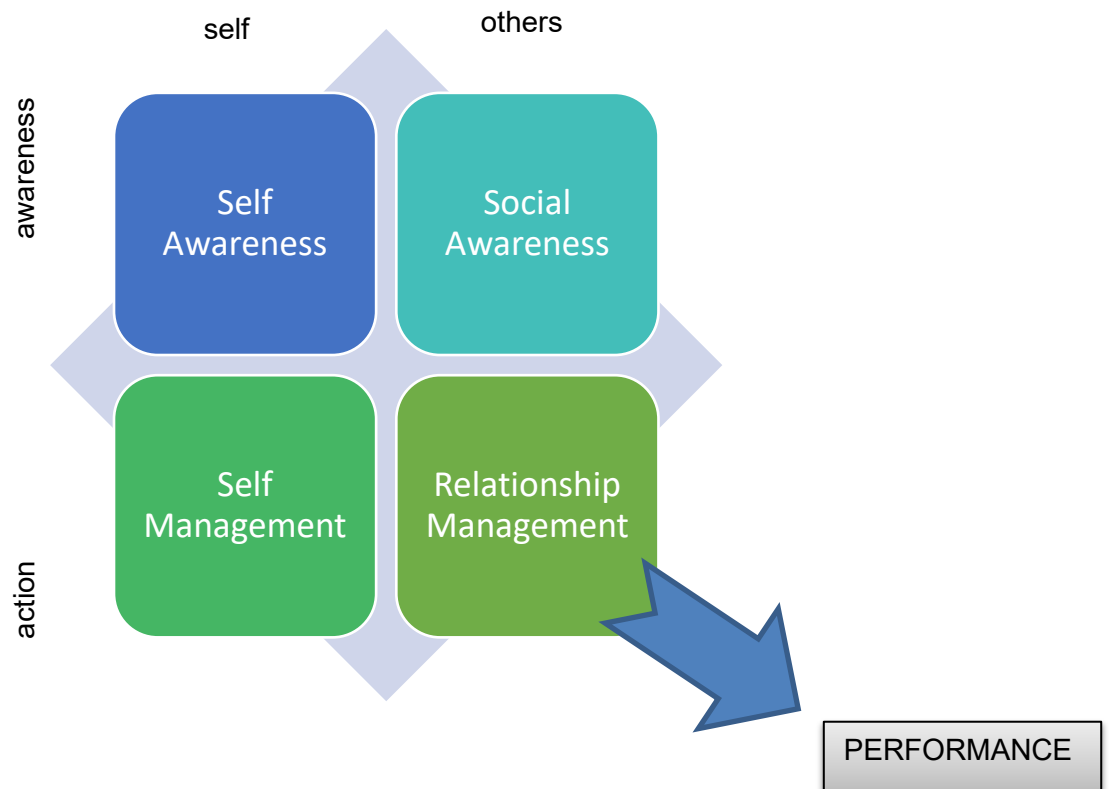 self
others
awareness
Self
Awareness
Social
Awareness
Self
Management
Relationship
Management
action
PERFORMANCE